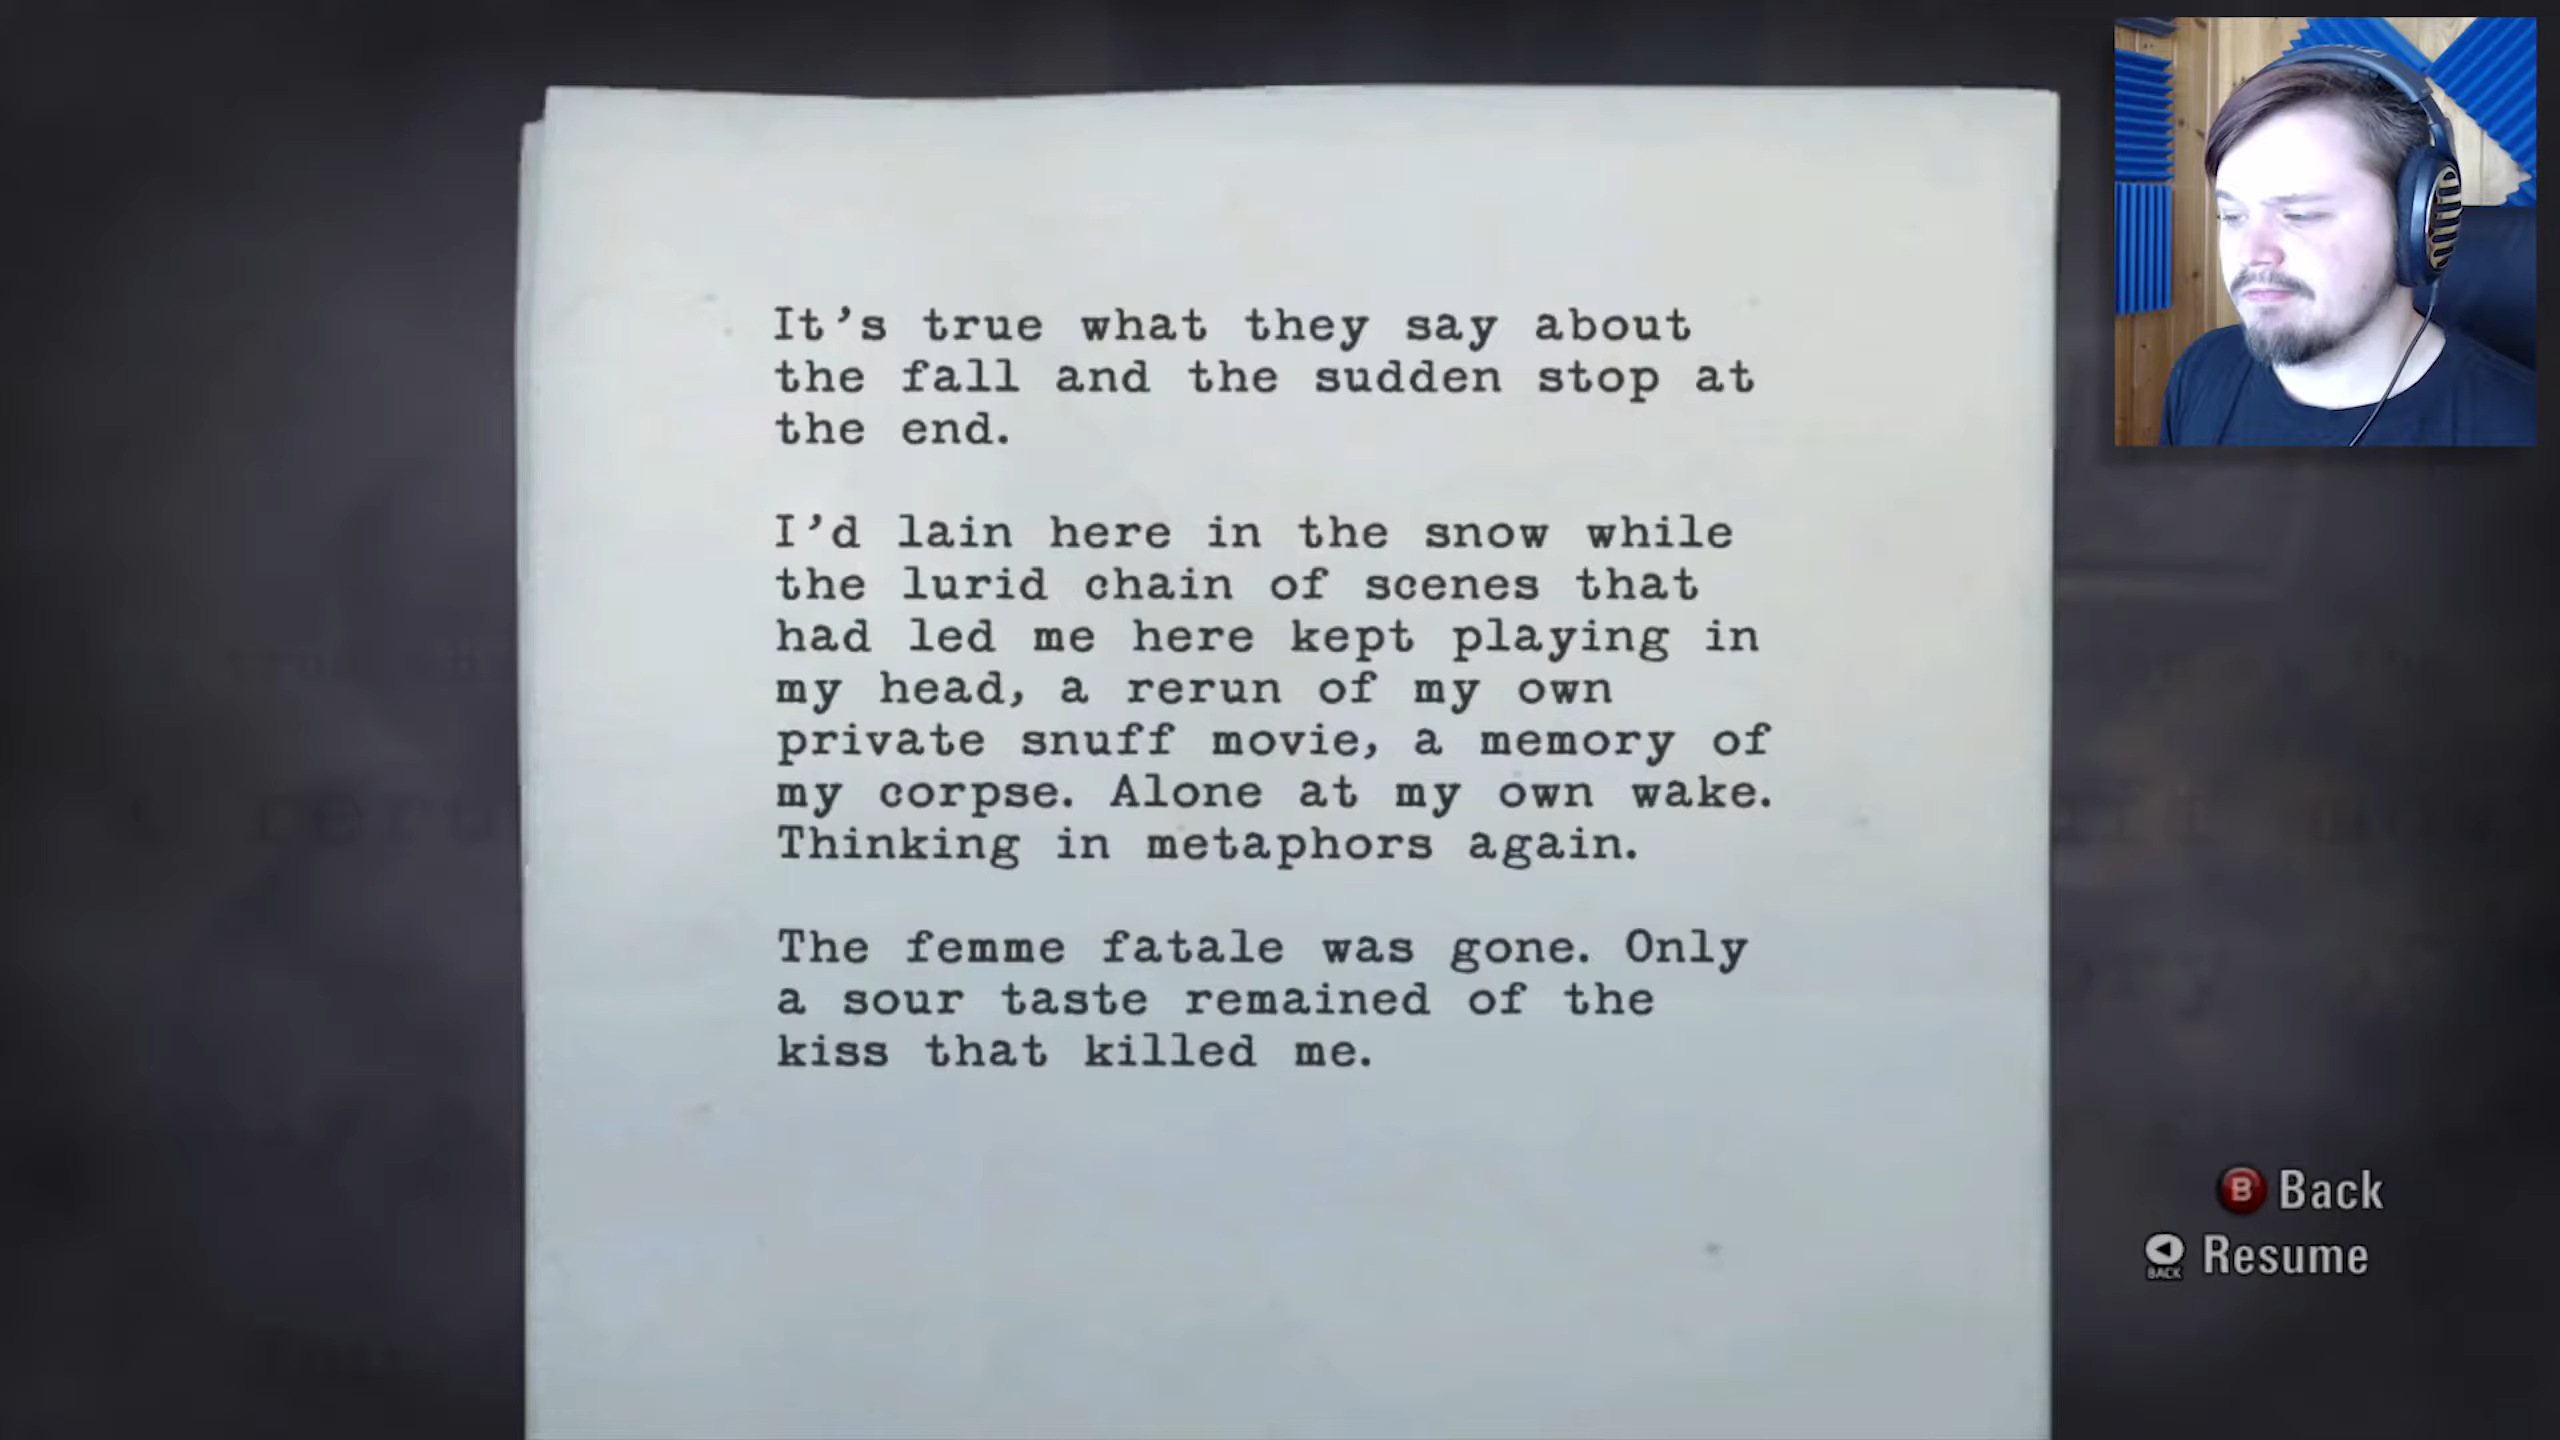 It's true what they say about
the fall and the sudden stop at
the end.
I'd lain here in the snow while
the lurid chain of scenes that
had led me here kept playing in
my head, a rerun of my own
private snuff movie, a memory of
my corpse. Alone at my own wake.
Thinking in metaphors again.
The femme fatale was gone. Only
a sour taste remained of the
kiss that killed me.
B Back
BACK Resume